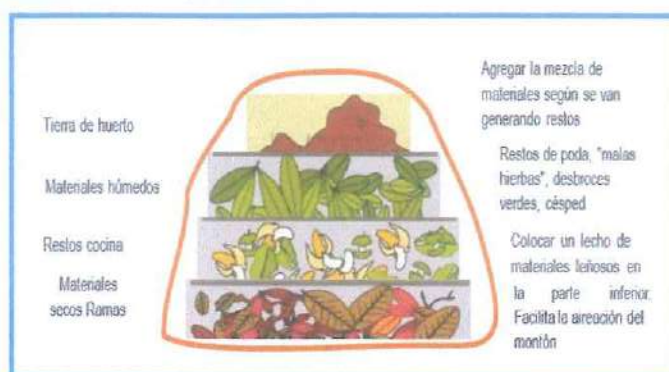 Tierra de huerto
Materiales húmedos
Restos cocina
Materiales
secos Ramas
Agregar la mezcla de
materiales según se van
generando restos
Restos de poda, "malas
hierbas", desbroces
verdes, césped
Colocar un lecho de
materiales leñosos en
la parte inferior.
Facilita la aireación del
montón